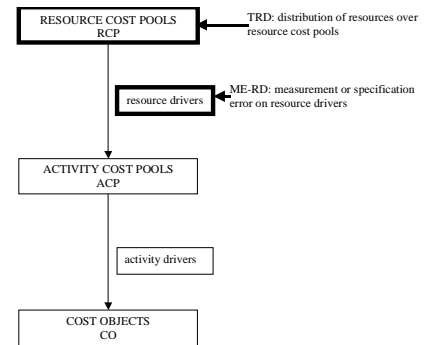 RESOURCE COST POOLS
RCP
TRD: distribution of resources over
resource cost pools
resource drivers
ME-RD: measurement or specification
error on resource drivers
ACTIVITY COST POOLS
ACP
activity drivers
COST OBJECTS
CO